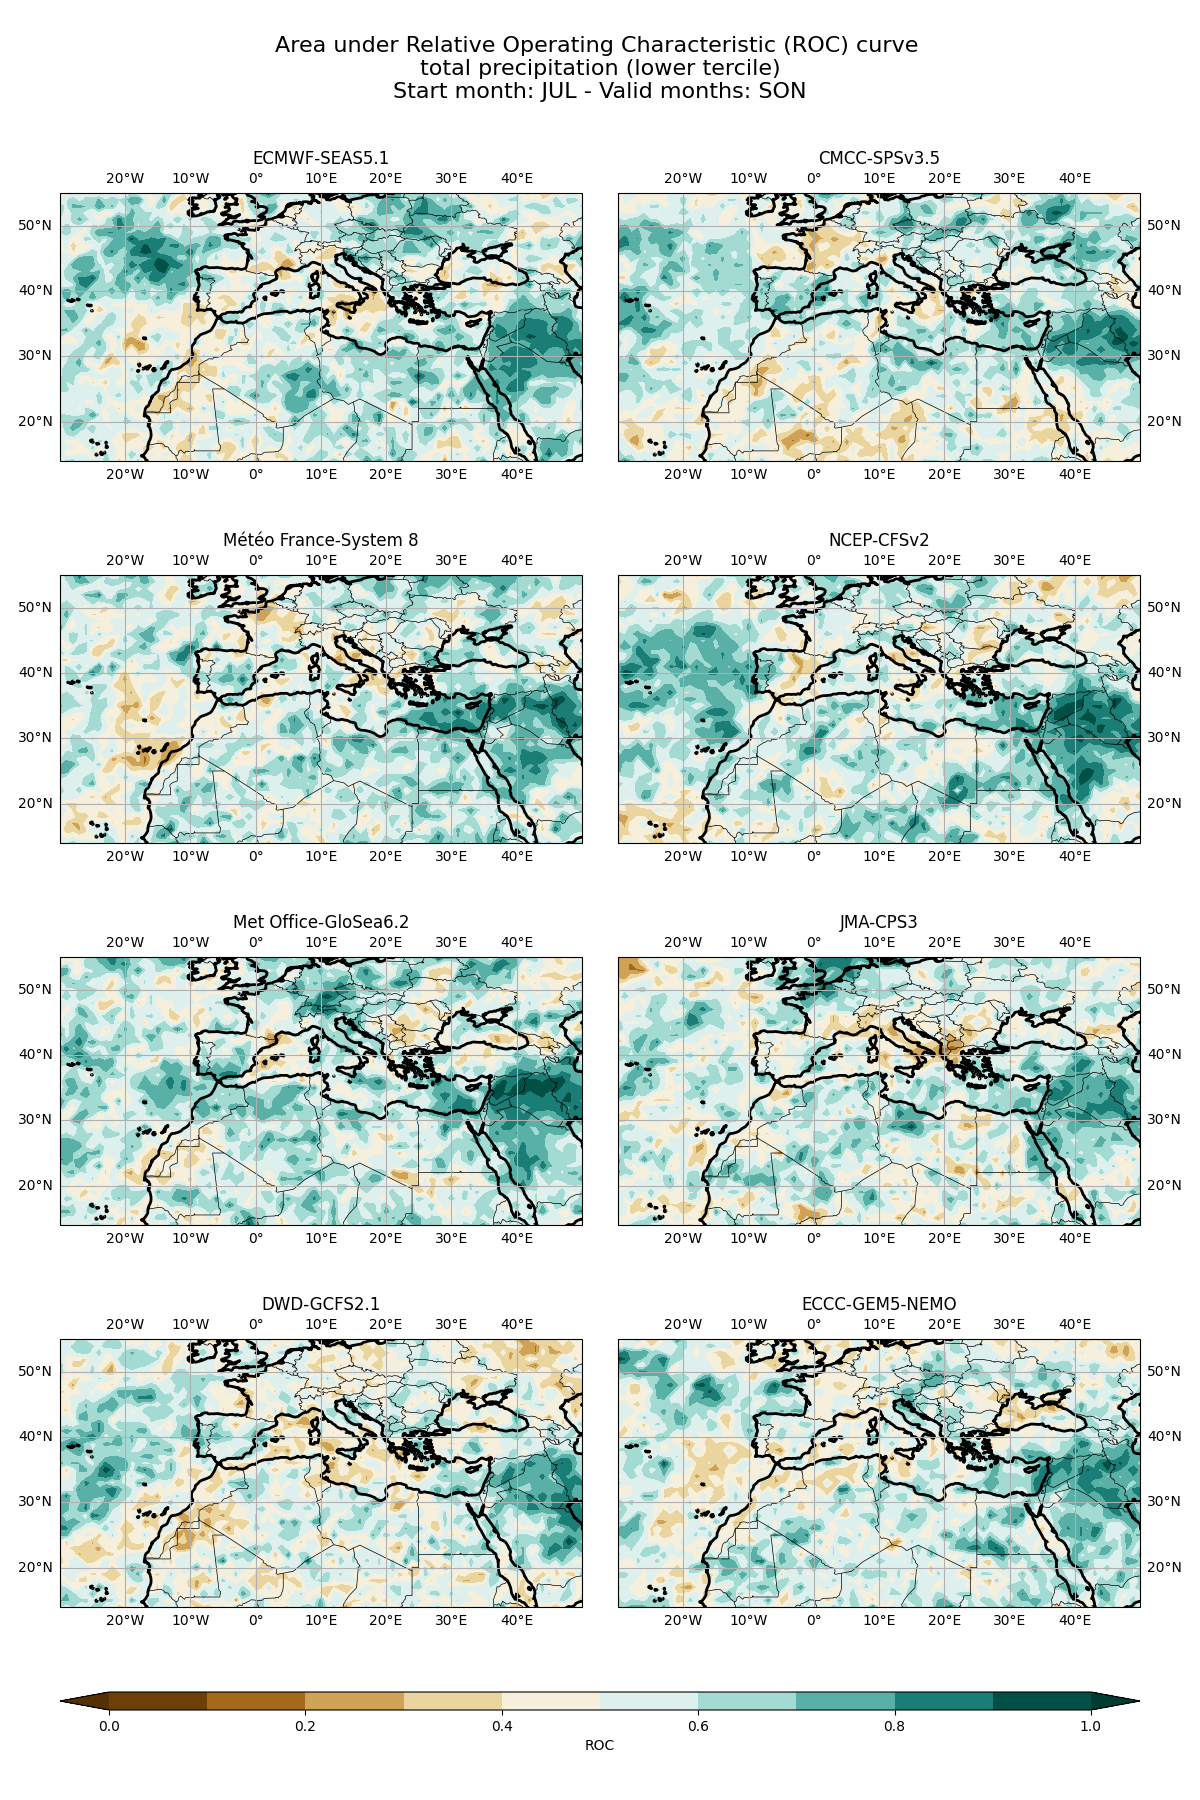 Area under Relative Operating Characteristic (ROC) curve
total precipitation (lower tercile)
Start month: JUL - Valid months: SON
ECMWF-SEAS5.1
20°W 10°W 0° 10°E 20°E 30°E 40°E
50°N
40°N
30°N
20°N
20°W 10°W 0° 10°E 20°E 30°E 40°E
CMCC-SPSv3.5
20°W 10°W 0° 10°E 20°E 30°E 40°E
50°N
40°N
30°N
20°N
20°W 10°W 0° 10°E 20°E 30°E 40°E
Météo France-System 8
20°W 10°W 0° 10°E 20°E 30°E 40°E
50°N
40°N
30°N
20°N
20°W 10°W 0° 10°E 20°E 30°E 40°E
NCEP-CFSv2
20°W 10°W 0° 10°E 20°E 30°E 40°E
50°N
40°N
30°N
20°N
20°W 10°W 0° 10°E 20°E 30°E 40°E
Met Office-GloSea6.2
20°W 10°W 0° 10°E 20°E 30°E 40°E
50°N
40°N
30°N
20°N
20°W 10°W 0° 10°E 20°E 30°E 40°E
JMA-CPS3
20°W 10°W 0° 10°E 20°E 30°E 40°E
50°N
40°N
30°N
20°N
20°W 10°W 0° 10°E 20°E 30°E 40°E
DWD-GCFS2.1
20°W 10°W 0° 10°E 20°E 30°E 40°E
50°N
40°N
30°N
20°N
20°W 10°W 0° 10°E 20°E 30°E 40°E
ECCC-GEM5-NEMO
20°W 10°W 0° 10°E 20°E 30°E 40°E
50°N
40°N
30°N
20°N
20°W 10°W 0° 10°E 20°E 30°E 40°E
0.0 0.2 0.4 0.6 0.8 1.0
ROC